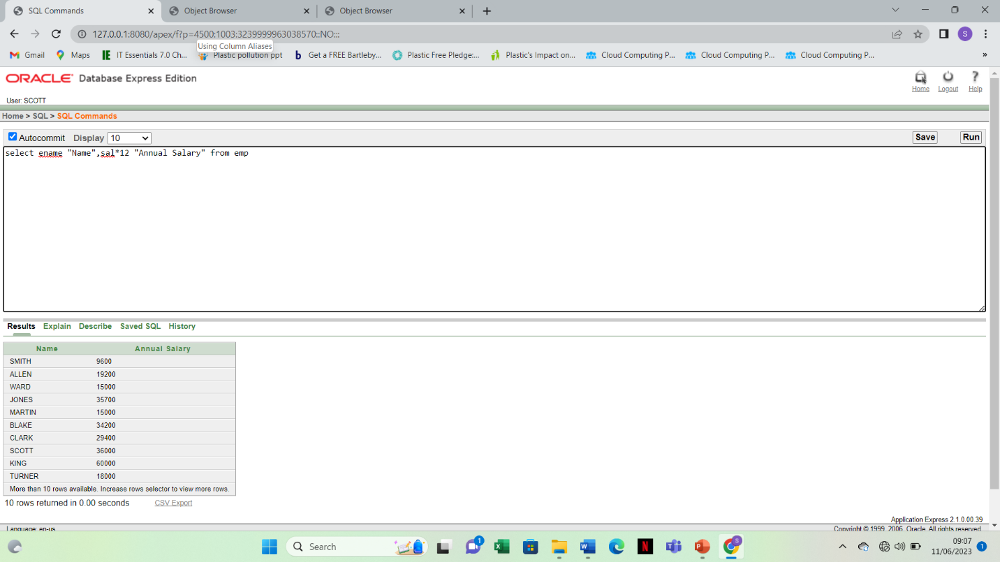 SQL Commands
Object Browser
Object Browser
127.0.0.1:8080/apex/f?p=4500:1003:3239999963038570::NO:::
S
Using Column Aliases
Gmail
Maps
IT Essentials 7.0 Ch...
Plastic pollution ppt
Get a FREE Bartleby...
Plastic Free Pledge:...
Plastic's Impact on...
Cloud Computing P...
Cloud Computing P...
Cloud Computing P...
»
ORACLE Database Express Edition
Home
Logout
Help
User: SCOTT
Home > SQL > SQL Commands
Autocommit Display 10
Save
Run
select ename "Name",sal*12 "Annual Salary" from emp
Results Explain Describe Saved SQL History
Name Annual Salary
SMITH 9600
ALLEN 19200
WARD 15000
JONES 35700
MARTIN 15000
BLAKE 34200
CLARK 29400
SCOTT 36000
KING 60000
TURNER 18000
More than 10 rows available. Increase rows selector to view more rows.
10 rows returned in 0.00 seconds CSV Export
Application Express 2.1.0.00.39
Language: en-us Copyright © 1999, 2006, Oracle. All rights reserved.
Search
1
09:07
11/06/2023
1